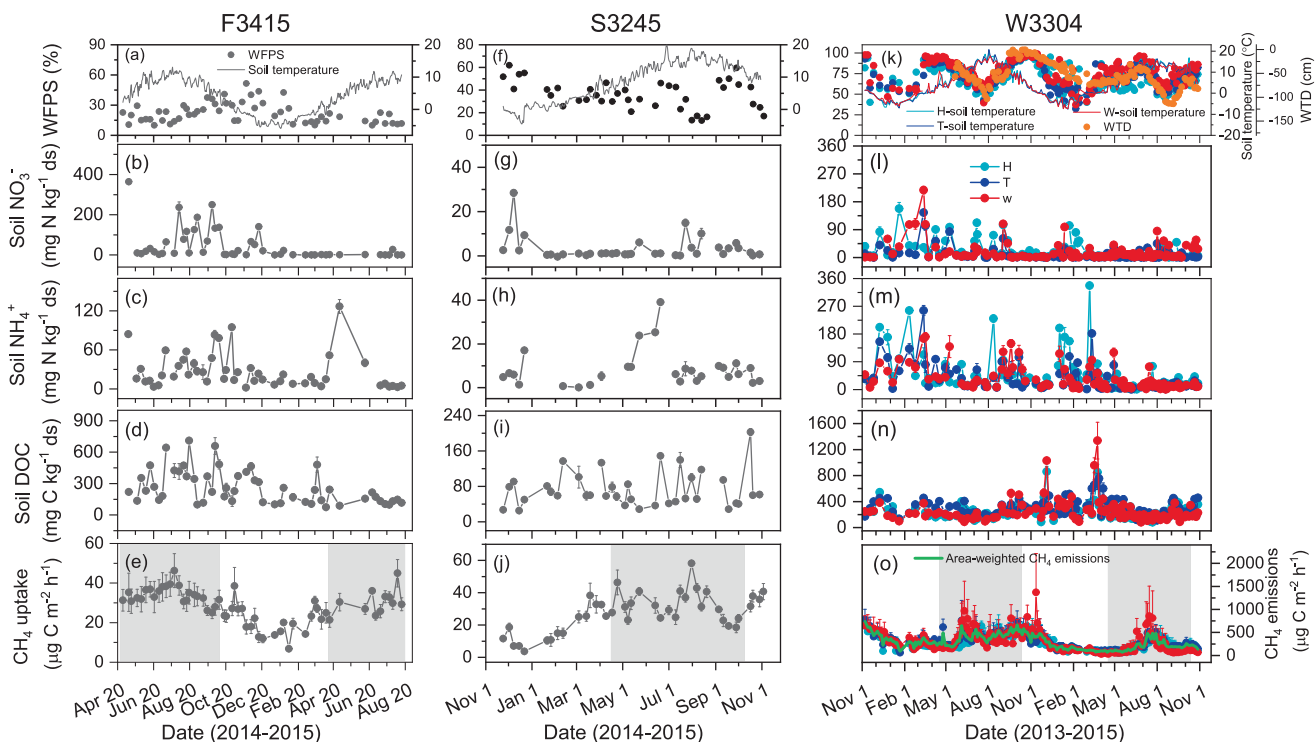 F3415
S3245
W3304
WFPS (%)
90
60
30
0
(a)
WFPS
Soil temperature
20
10
0
80
60
40
20
0
(f)
20
10
0
100
75
50
25
0
(k)
H-soil temperature
T-soil temperature
W-soil temperature
WTD
20
10
0
-10
-20
Soil temperature (°C)
0
-50
-100
-150
WTD (cm)
Soil NO₃⁻
(mg N kg⁻¹ ds)
400
200
0
(b)
40
20
0
(g)
360
270
180
90
0
(l)
H
T
w
Soil NH₄⁺
(mg N kg⁻¹ ds)
120
60
0
(c)
40
20
0
(h)
360
270
180
90
0
(m)
Soil DOC
(mg C kg⁻¹ ds)
900
600
300
0
(d)
240
160
80
0
(i)
1600
1200
800
400
0
(n)
CH₄ uptake
(µg C m⁻² h⁻¹)
60
40
20
0
(e)
60
40
20
0
(j)
(o)
Area-weighted CH₄ emissions
2000
1500
1000
500
0
CH₄ emissions
(µg C m⁻² h⁻¹)
Apr 20
Jun 20
Aug 20
Oct 20
Dec 20
Feb 20
Apr 20
Jun 20
Aug 20
Nov 1
Jan 1
Mar 1
May 1
Jul 1
Sep 1
Nov 1
Nov 1
Feb 1
May 1
Aug 1
Nov 1
Feb 1
May 1
Aug 1
Nov 1
Date (2014-2015)
Date (2014-2015)
Date (2013-2015)